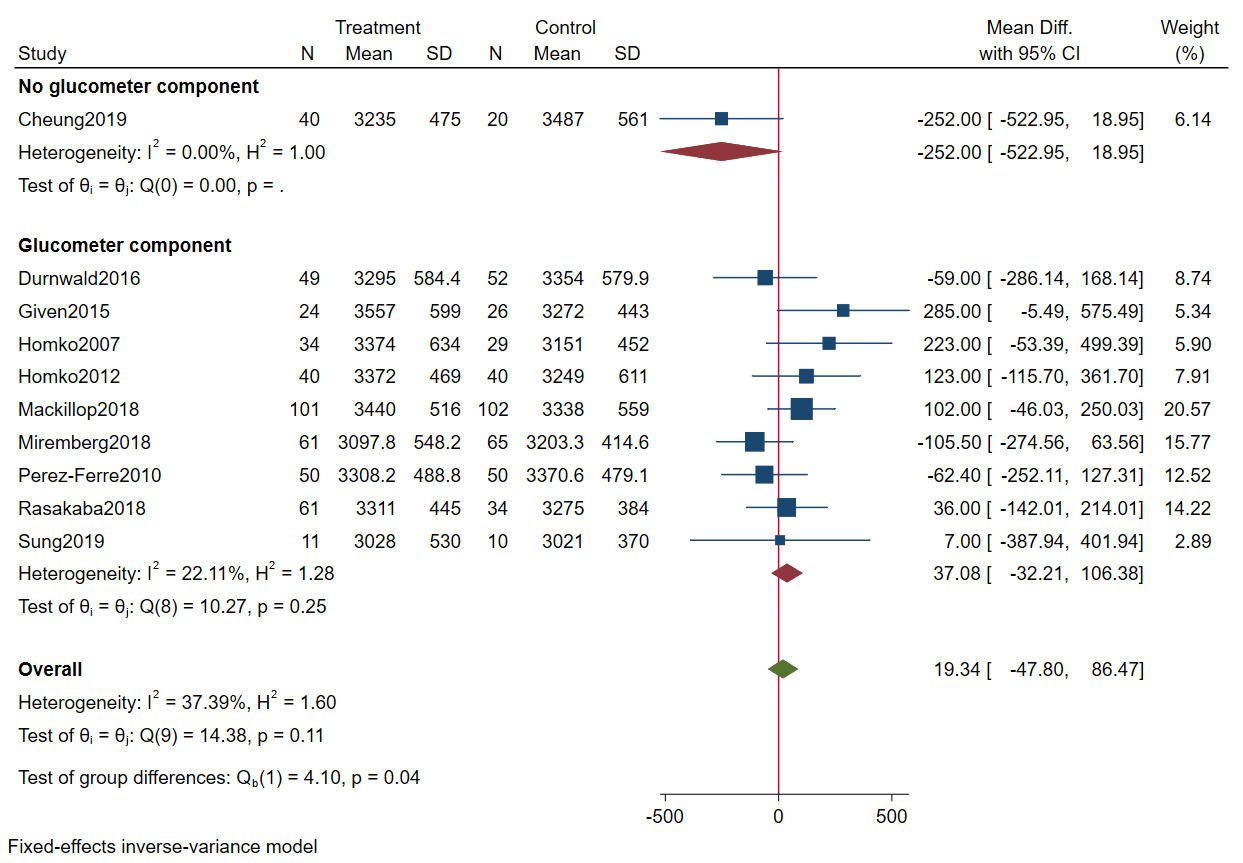 Treatment Control Mean Diff. Weight
Study N Mean SD N Mean SD with 95% CI (%)
No glucometer component
Cheung2019 40 3235 475 20 3487 561 -252.00 [ -522.95, 18.95] 6.14
Heterogeneity: I² = 0.00%, H² = 1.00 -252.00 [ -522.95, 18.95]
Test of θᵢ = θⱼ: Q(0) = 0.00, p = .
Glucometer component
Durnwald2016 49 3295 584.4 52 3354 579.9 -59.00 [ -286.14, 168.14] 8.74
Given2015 24 3557 599 26 3272 443 285.00 [ -5.49, 575.49] 5.34
Homko2007 34 3374 634 29 3151 452 223.00 [ -53.39, 499.39] 5.90
Homko2012 40 3372 469 40 3249 611 123.00 [ -115.70, 361.70] 7.91
Mackillop2018 101 3440 516 102 3338 559 102.00 [ -46.03, 250.03] 20.57
Miremberg2018 61 3097.8 548.2 65 3203.3 414.6 -105.50 [ -274.56, 63.56] 15.77
Perez-Ferre2010 50 3308.2 488.8 50 3370.6 479.1 -62.40 [ -252.11, 127.31] 12.52
Rasakaba2018 61 3311 445 34 3275 384 36.00 [ -142.01, 214.01] 14.22
Sung2019 11 3028 530 10 3021 370 7.00 [ -387.94, 401.94] 2.89
Heterogeneity: I² = 22.11%, H² = 1.28 37.08 [ -32.21, 106.38]
Test of θᵢ = θⱼ: Q(8) = 10.27, p = 0.25
Overall 19.34 [ -47.80, 86.47]
Heterogeneity: I² = 37.39%, H² = 1.60
Test of θᵢ = θⱼ: Q(9) = 14.38, p = 0.11
Test of group differences: Q_b(1) = 4.10, p = 0.04
-500 0 500
Fixed-effects inverse-variance model